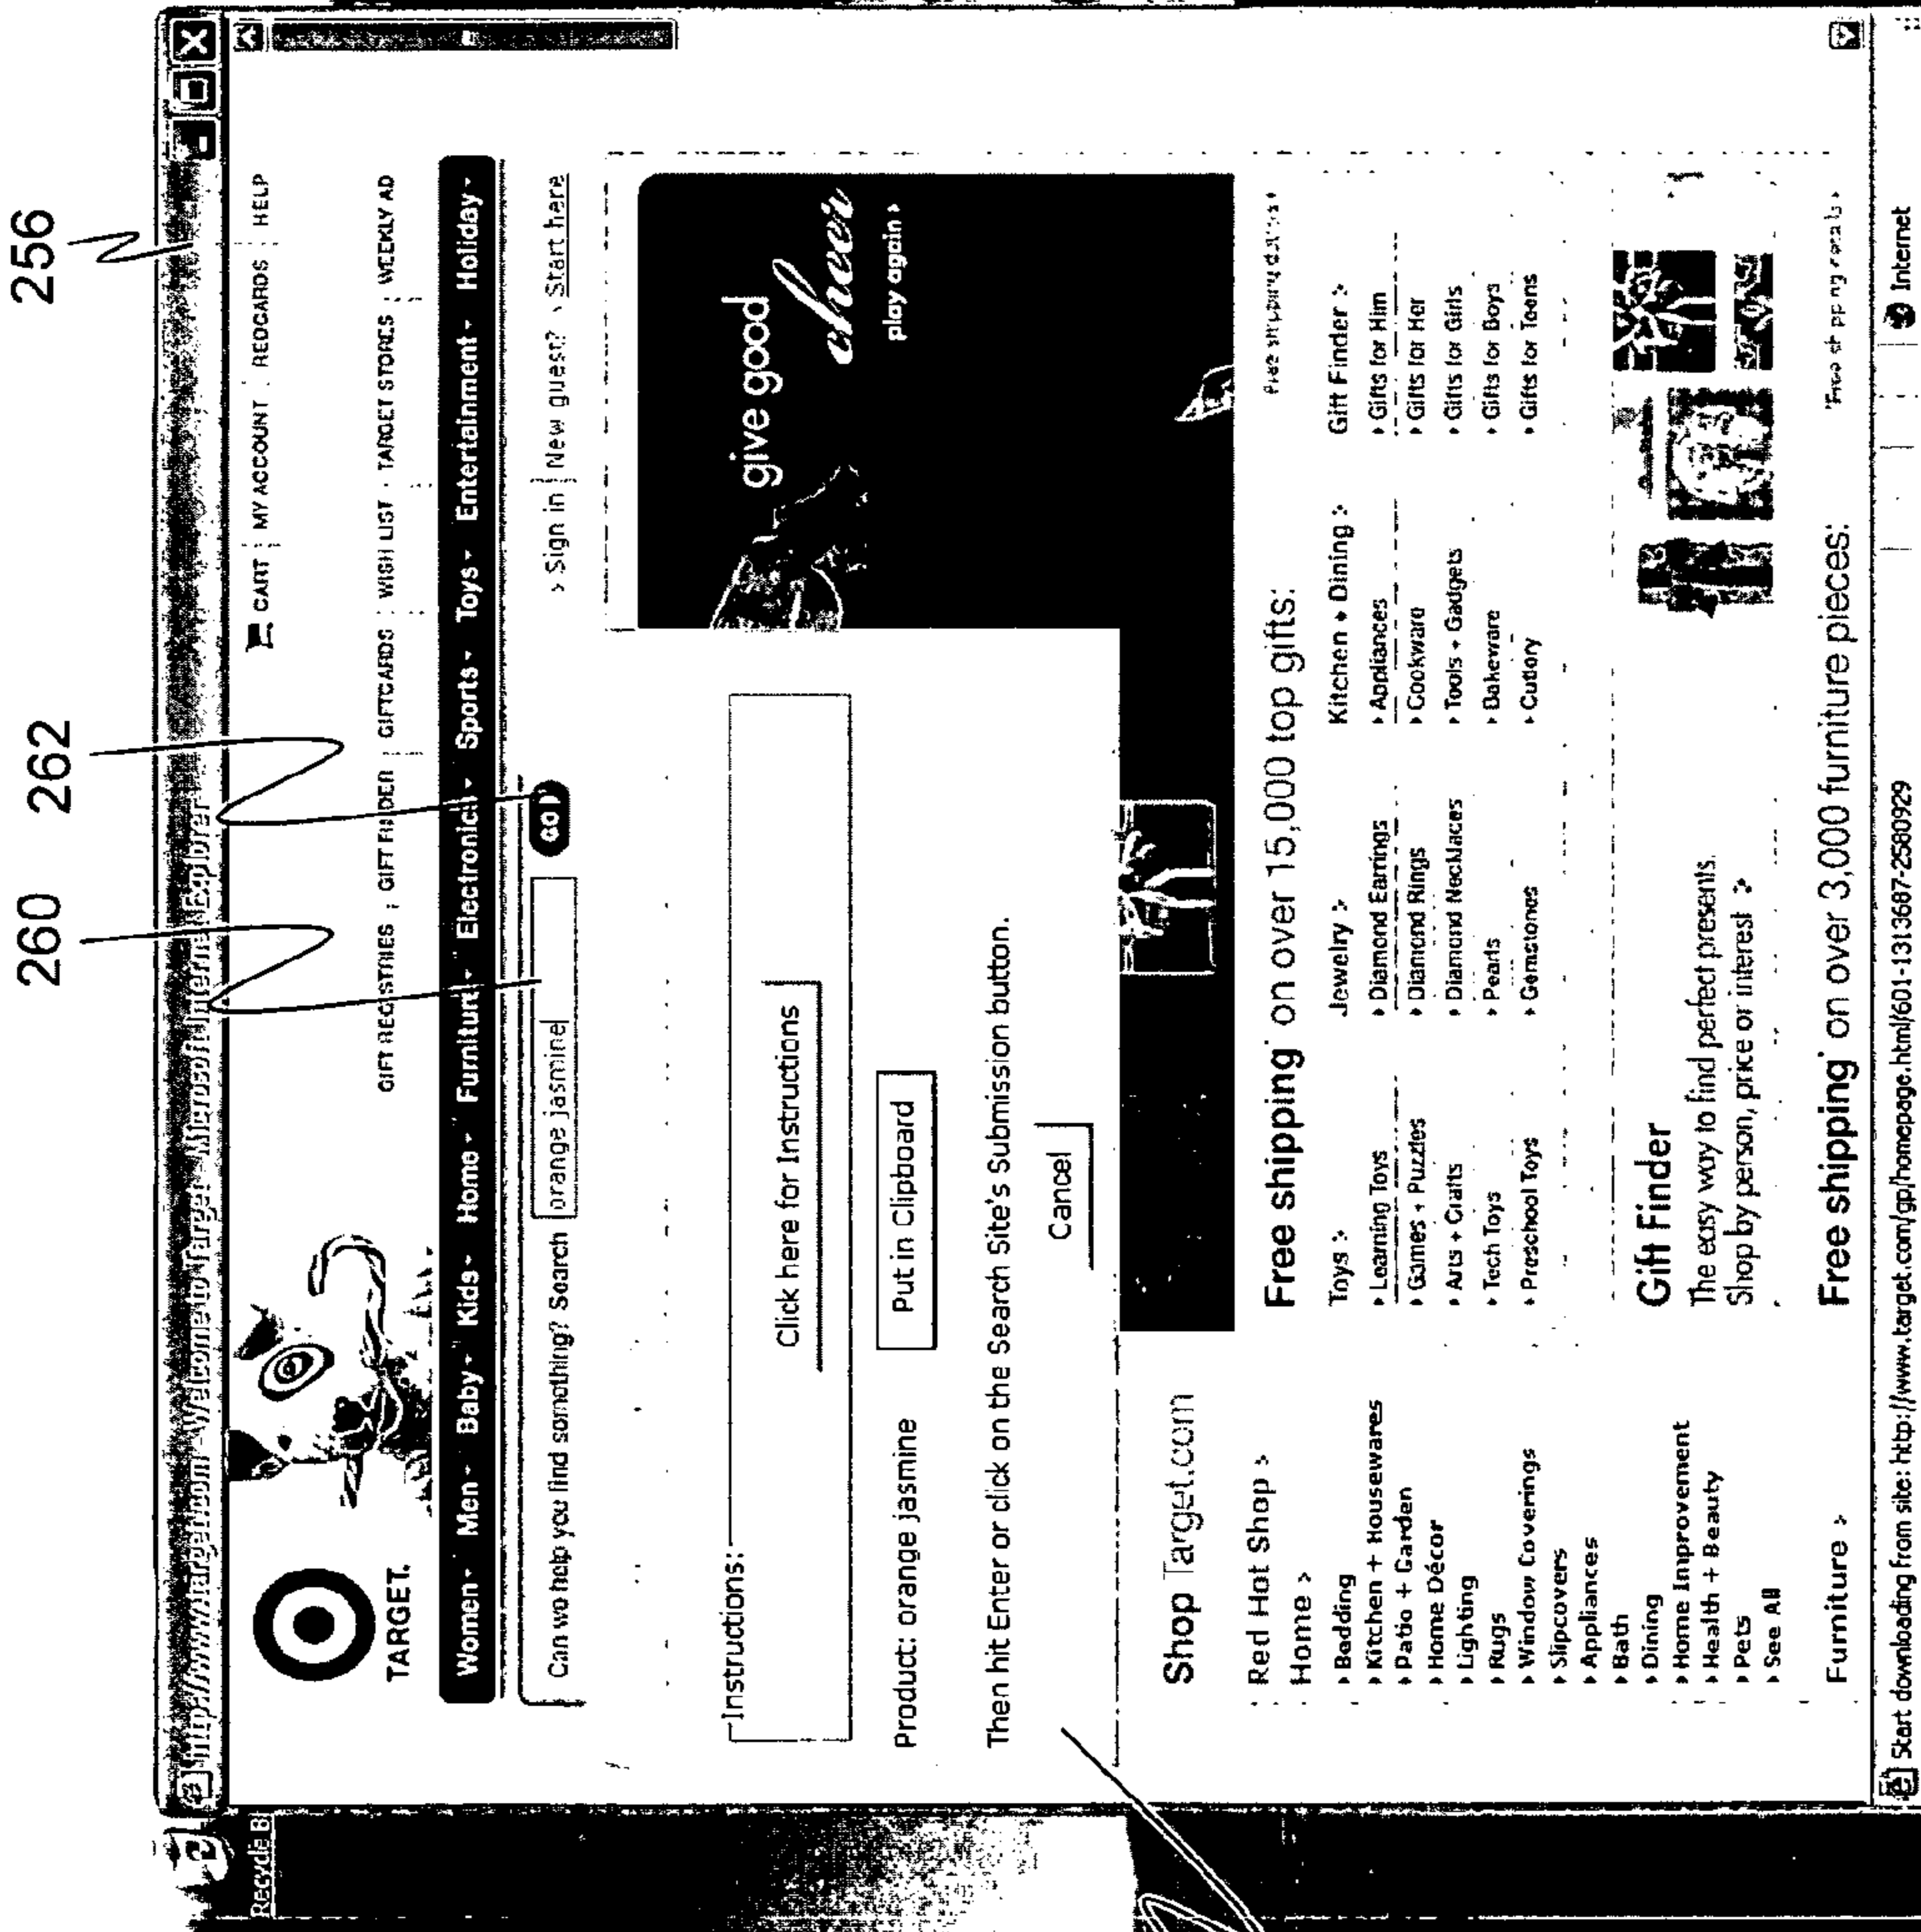 256
260 262
Recycle B
http://www.target.com - Welcome to Target - Microsoft Internet Explorer
CART MY ACCOUNT REDCARDS HELP
TARGET.
GIFT REGISTRIES GIFT FINDER GIFTCARDS WISH LIST TARGET STORES WEEKLY AD
Women Men Baby Kids Home Furniture Electronics Sports Toys Entertainment Holiday
Can we help you find something? Search orange jasmine GO
> Sign in New guest? > Start here
Instructions:
Click here for Instructions
Product: orange jasmine Put in Clipboard
Then hit Enter or click on the Search Site's Submission button.
Cancel
give good
cheer
play again >
Shop Target.com
Red Hot Shop >
Home >
Bedding
Kitchen + Housewares
Patio + Garden
Home Décor
Lighting
Rugs
Window Coverings
Slipcovers
Appliances
Bath
Dining
Home Improvement
Health + Beauty
Pets
See All
Furniture >
Free shipping* on over 15,000 top gifts:
Toys >
Learning Toys
Games + Puzzles
Arts + Crafts
Tech Toys
Preschool Toys
Jewelry >
Diamond Earrings
Diamond Rings
Diamond Necklaces
Pearls
Gemstones
Kitchen + Dining >
Appliances
Cookware
Tools + Gadgets
Bakeware
Cutlery
Gift Finder >
Gifts for Him
Gifts for Her
Gifts for Girls
Gifts for Boys
Gifts for Teens
Gift Finder
The easy way to find perfect presents.
Shop by person, price or interest >
Free shipping* on over 3,000 furniture pieces:
Start downloading from site: http://www.target.com/gp/homepage.html/601-1313687-2580929
Internet